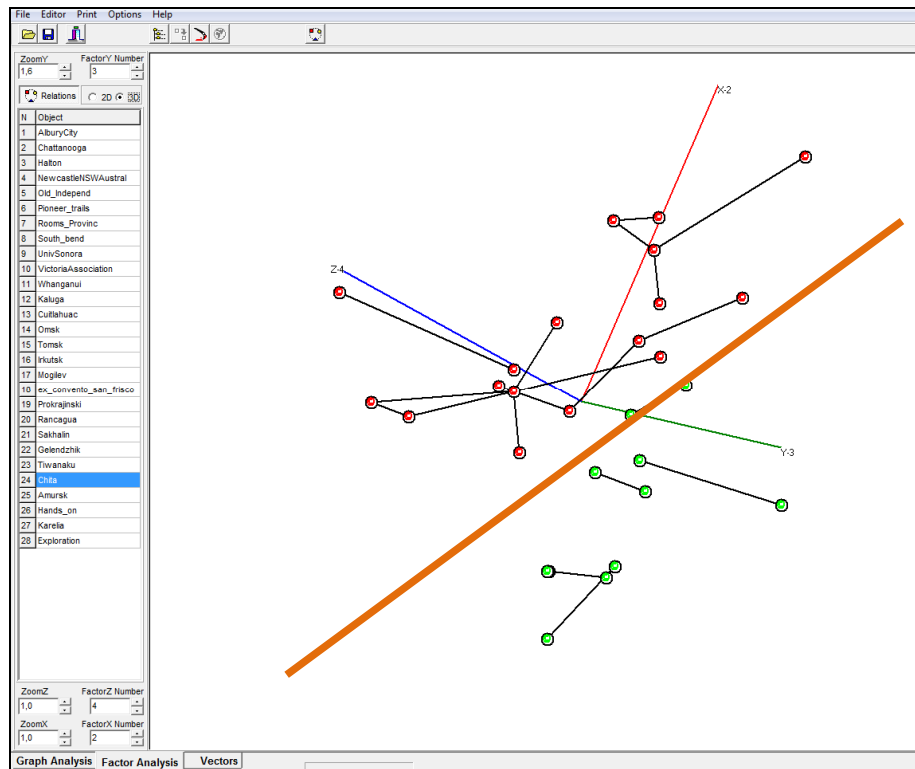 File Editor Print Options Help
ZoomY FactorY Number
1,6 3
Relations 2D 3D
N Object
1 AlburyCity
2 Chattanooga
3 Halton
4 NewcastleNSWAustral
5 Old_Independ
6 Pioneer_trails
7 Rooms_Provinc
8 South_bend
9 UnivSonora
10 VictoriaAssociation
11 Whanganui
12 Kaluga
13 Cuitlahuac
14 Omsk
15 Tomsk
16 Irkutsk
17 Mogilev
18 ex_convento_san_frisco
19 Prokrajinski
20 Rancagua
21 Sakhalin
22 Gelendzhik
23 Tiwanaku
24 Chita
25 Amursk
26 Hands_on
27 Karelia
28 Exploration
X-2
Z-4
Y-3
ZoomZ FactorZ Number
1,0 4
ZoomX FactorX Number
1,0 2
Graph Analysis Factor Analysis Vectors